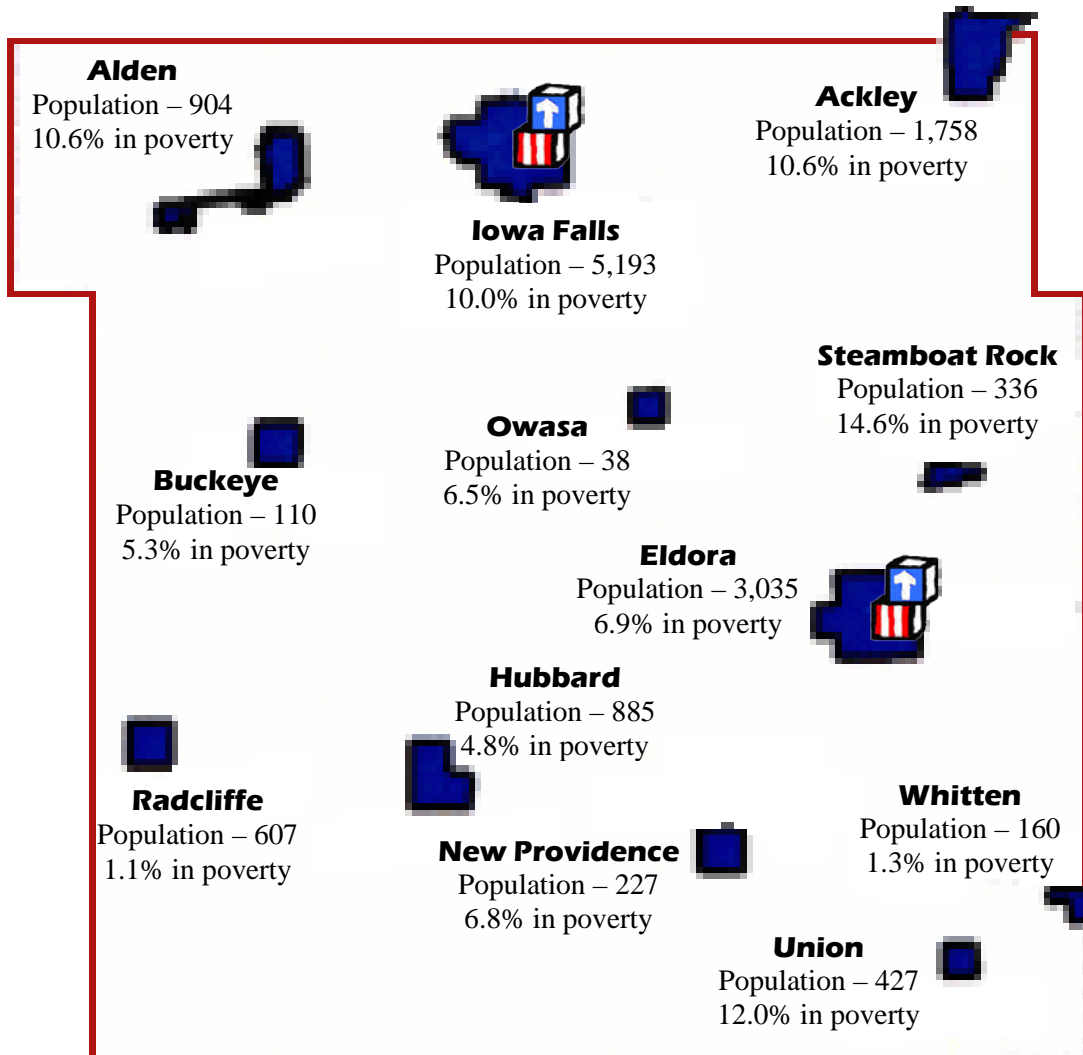 Alden
Population – 904
10.6% in poverty
Ackley
Population – 1,758
10.6% in poverty
Iowa Falls
Population – 5,193
10.0% in poverty
Steamboat Rock
Population – 336
14.6% in poverty
Owasa
Population – 38
6.5% in poverty
Buckeye
Population – 110
5.3% in poverty
Eldora
Population – 3,035
6.9% in poverty
Hubbard
Population – 885
4.8% in poverty
Radcliffe
Population – 607
1.1% in poverty
Whitten
Population – 160
1.3% in poverty
New Providence
Population – 227
6.8% in poverty
Union
Population – 427
12.0% in poverty